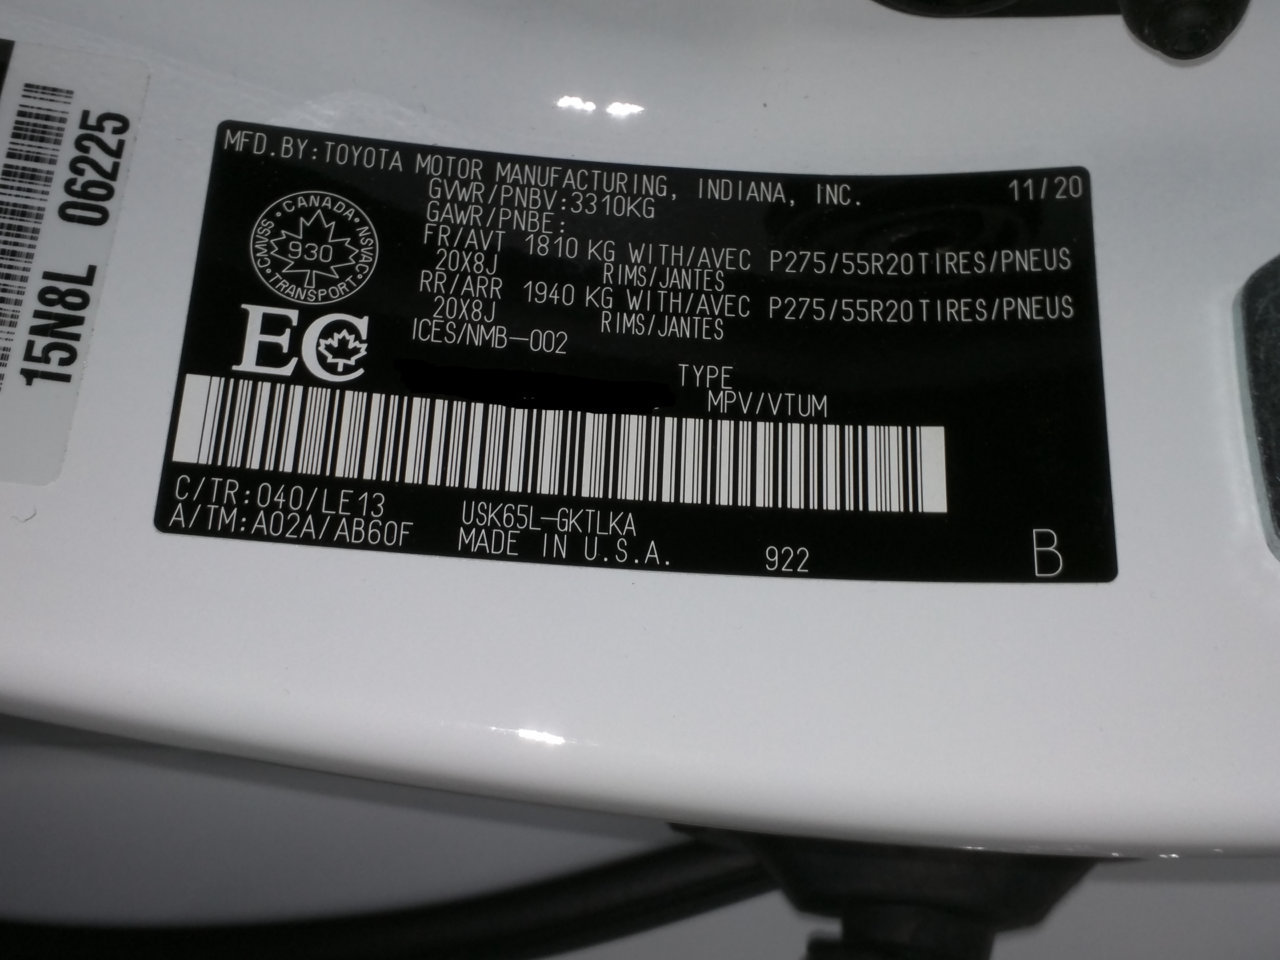 15N8L 06225
MFD.BY:TOYOTA MOTOR MANUFACTURING, INDIANA, INC. 11/20
GVWR/PNBV:3310KG
GAWR/PNBE:
FR/AVT 1810 KG WITH/AVEC P275/55R20TIRES/PNEUS
20X8J RIMS/JANTES
RR/ARR 1940 KG WITH/AVEC P275/55R20TIRES/PNEUS
20X8J RIMS/JANTES
ICES/NMB-002
CANADA
CMVSS 930 NSVAC
TRANSPORT
EC
TYPE
MPV/VTUM
C/TR:040/LE13 USK65L-GKTLKA
A/TM:A02A/AB60F MADE IN U.S.A. 922 B